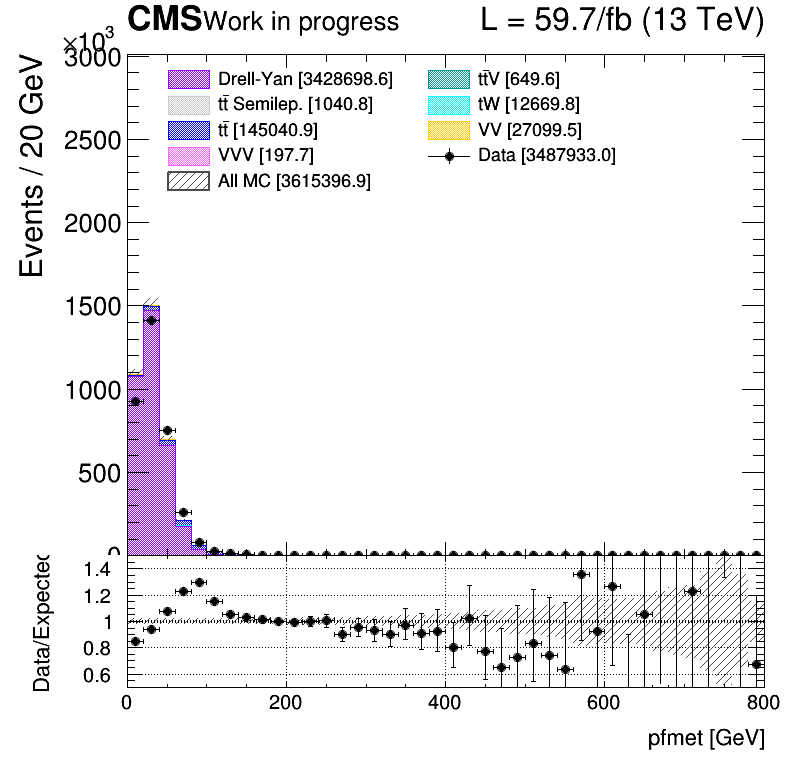 CMS Work in progress L = 59.7/fb (13 TeV)
×10³
Events / 20 GeV
3000
2500
2000
1500
1000
500
0
Drell-Yan [3428698.6]
tt̄ Semilep. [1040.8]
tt̄ [145040.9]
VVV [197.7]
All MC [3615396.9]
tt̄V [649.6]
tW [12669.8]
VV [27099.5]
Data [3487933.0]
Data/Expected
1.4
1.2
1
0.8
0.6
0 200 400 600 800
pfmet [GeV]